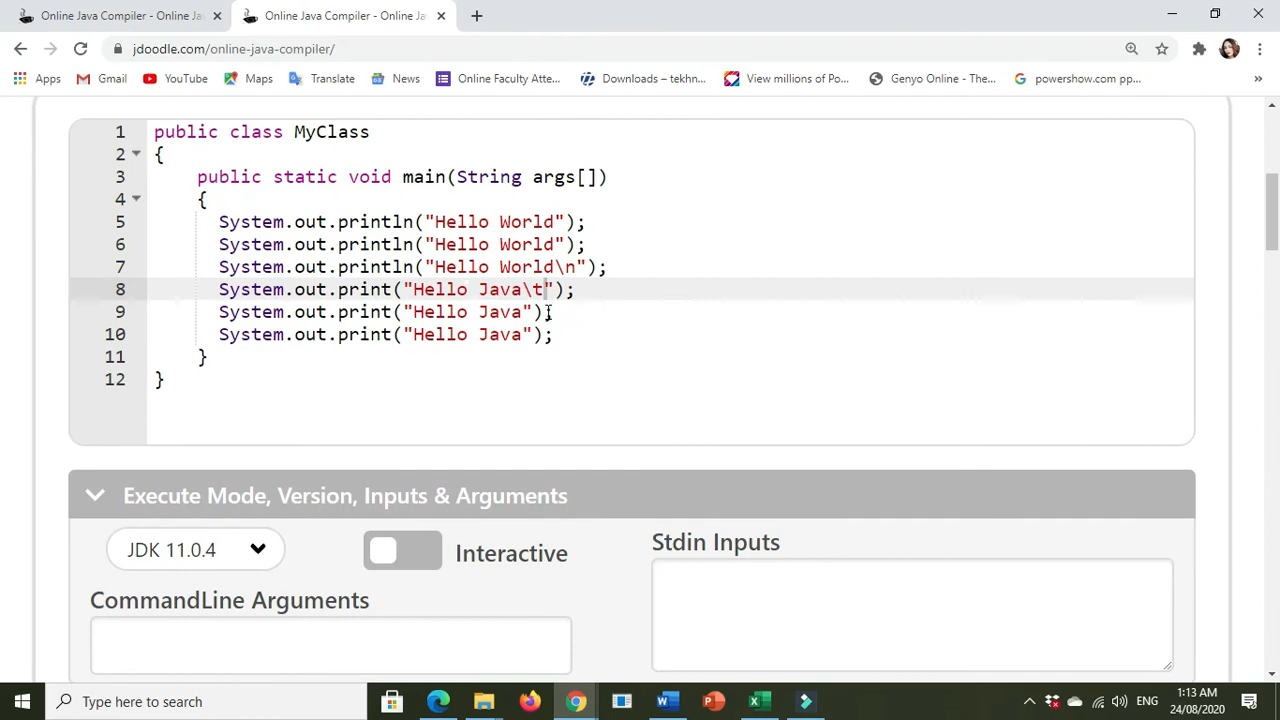 Online Java Compiler - Online Ja
Online Java Compiler - Online Ja
jdoodle.com/online-java-compiler/
Apps
Gmail
YouTube
Maps
Translate
News
Online Faculty Atte...
Downloads – tekhn...
View millions of Po...
Genyo Online - The...
powershow.com pp...
»
1 public class MyClass
2 {
3 public static void main(String args[])
4 {
5 System.out.println("Hello World");
6 System.out.println("Hello World");
7 System.out.println("Hello World\n");
8 System.out.print("Hello Java\t");
9 System.out.print("Hello Java");
10 System.out.print("Hello Java");
11 }
12 }
Execute Mode, Version, Inputs & Arguments
JDK 11.0.4
Interactive
Stdin Inputs
CommandLine Arguments
Type here to search
ENG
1:13 AM
24/08/2020